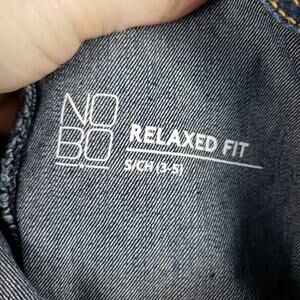 NO
BO
RELAXED FIT
S/CH (3-5)